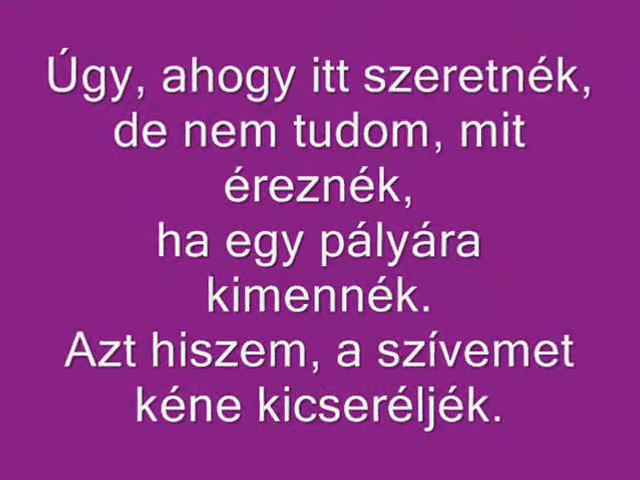 Úgy, ahogy itt szeretnék,
de nem tudom, mit
éreznék,
ha egy pályára
kimennék.
Azt hiszem, a szívemet
kéne kicseréljék.